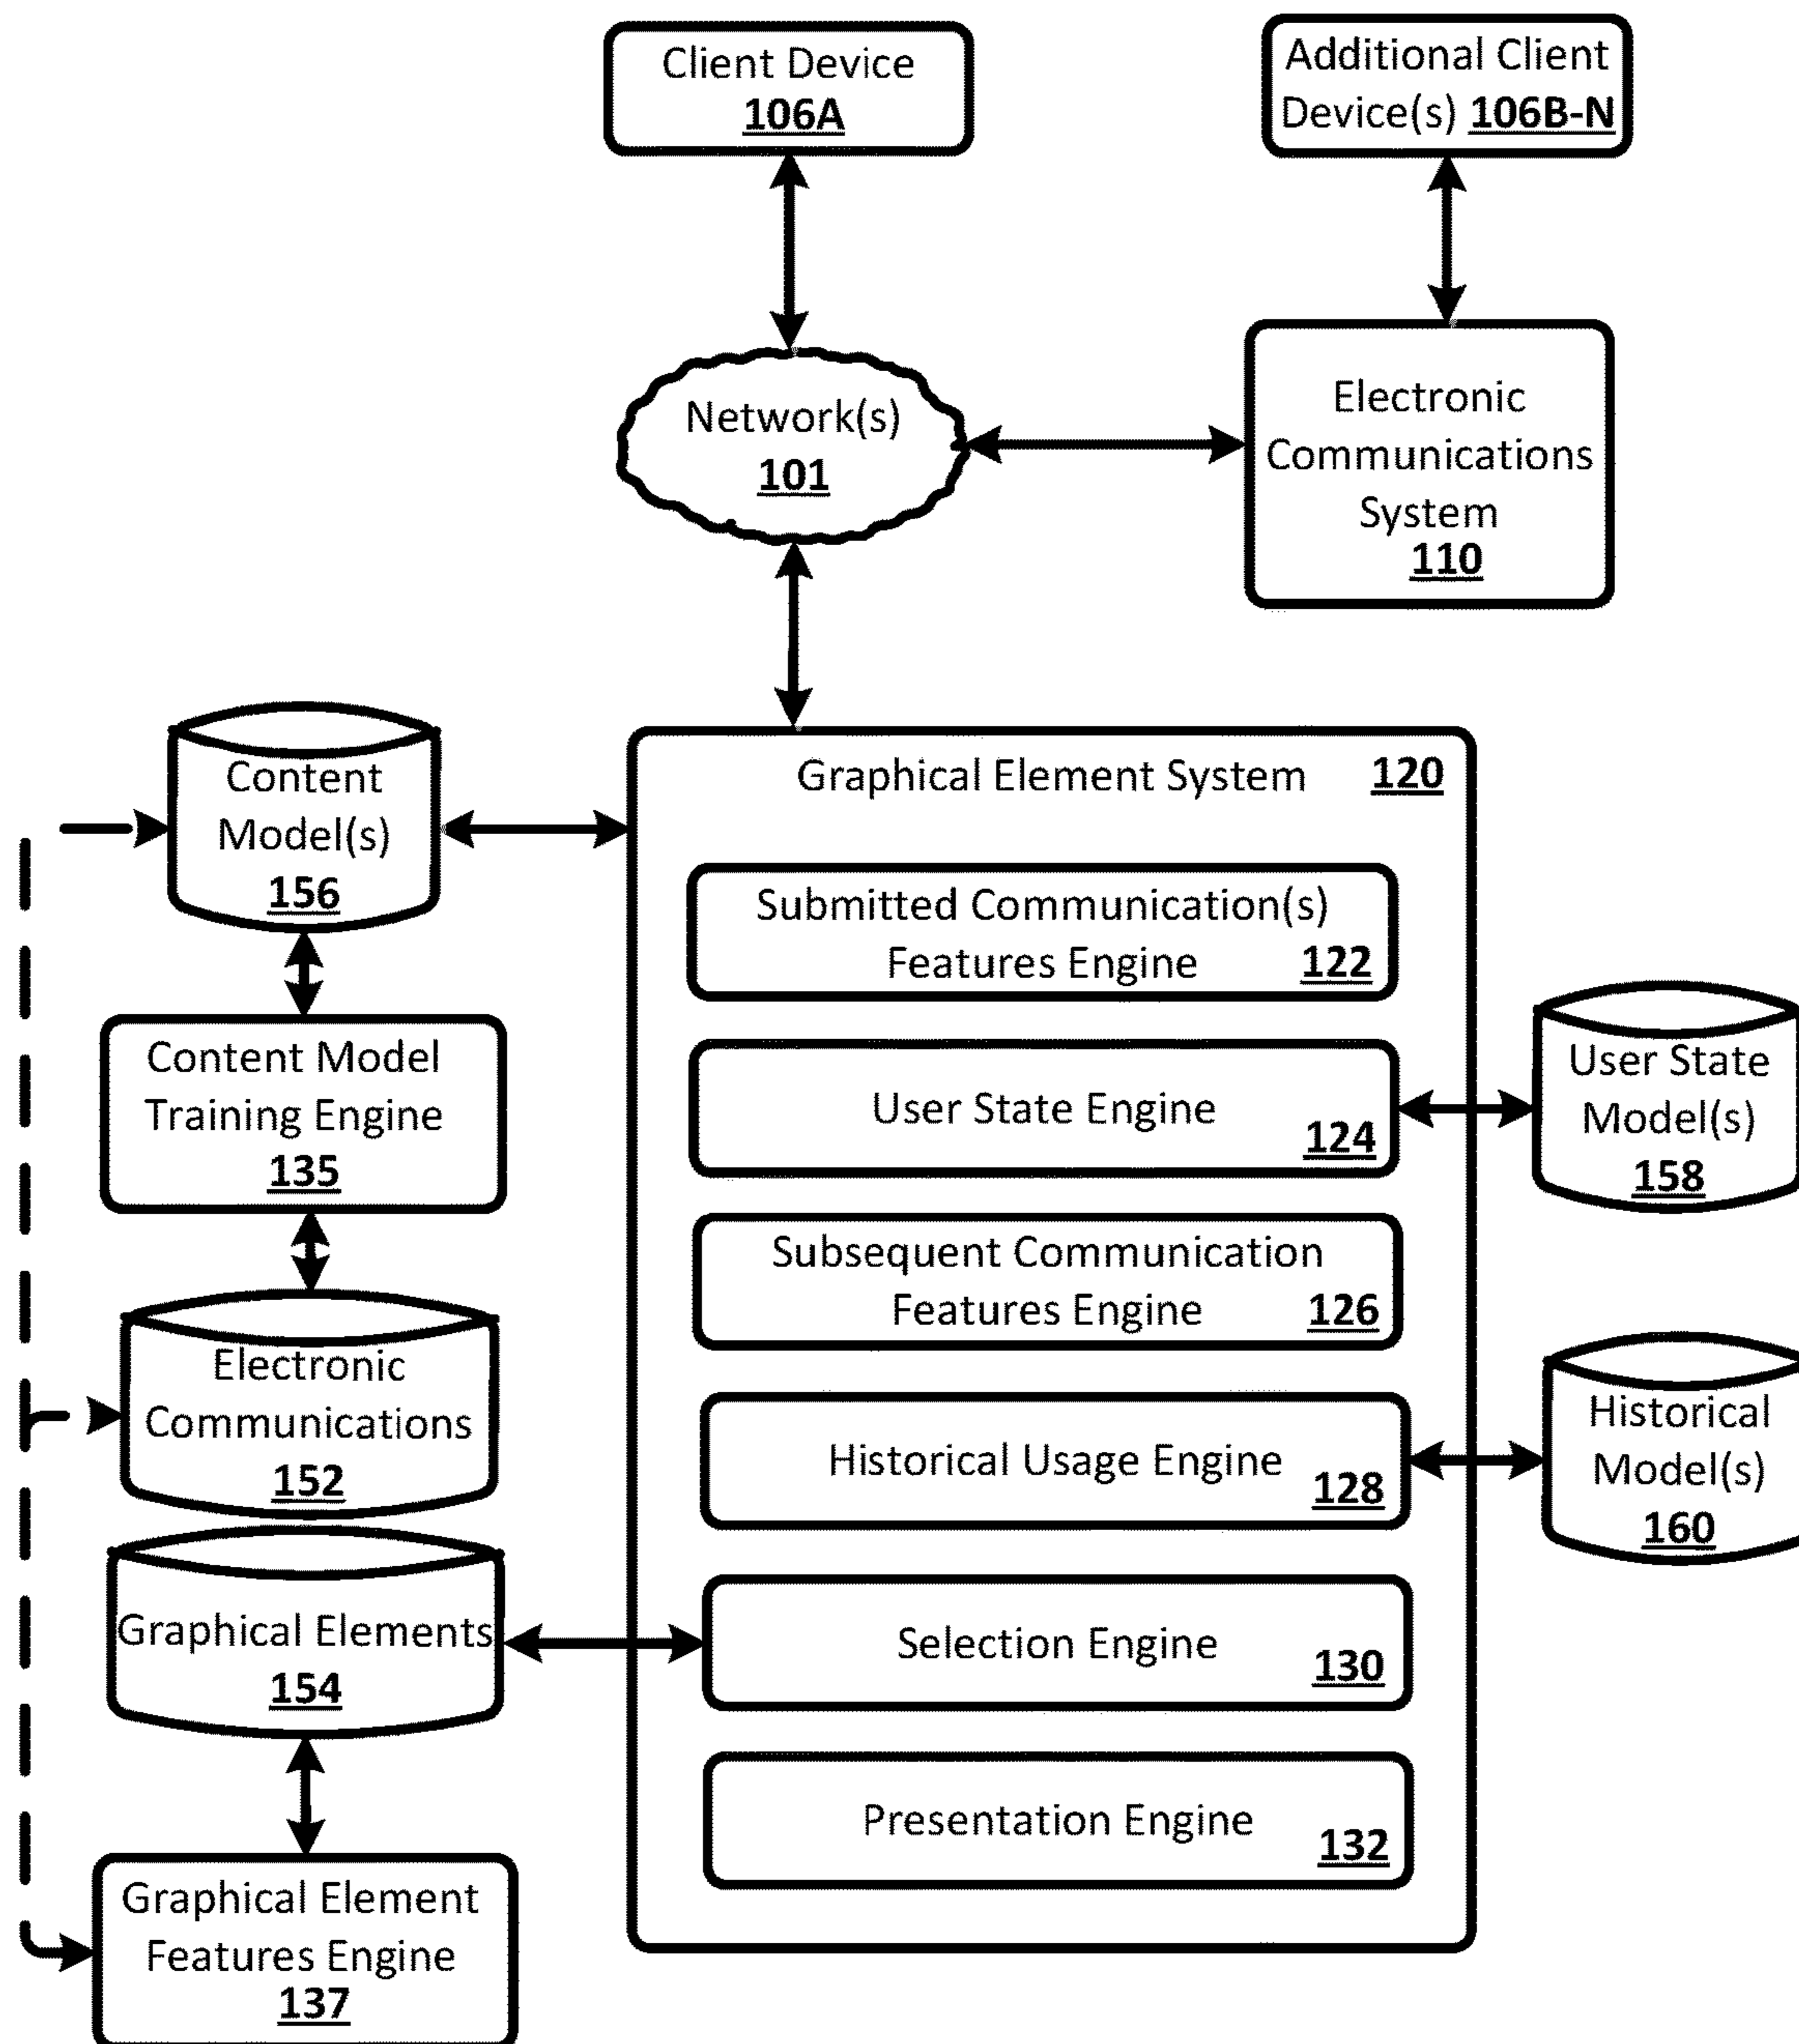 Client Device
106A
Additional Client
Device(s) 106B-N
Network(s)
101
Electronic
Communications
System
110
Content
Model(s)
156
Graphical Element System 120
Submitted Communication(s)
Features Engine 122
Content Model
Training Engine
135
User State Engine 124
User State
Model(s)
158
Subsequent Communication
Features Engine 126
Electronic
Communications
152
Historical Usage Engine 128
Historical
Model(s)
160
Graphical Elements
154
Selection Engine 130
Presentation Engine 132
Graphical Element
Features Engine
137